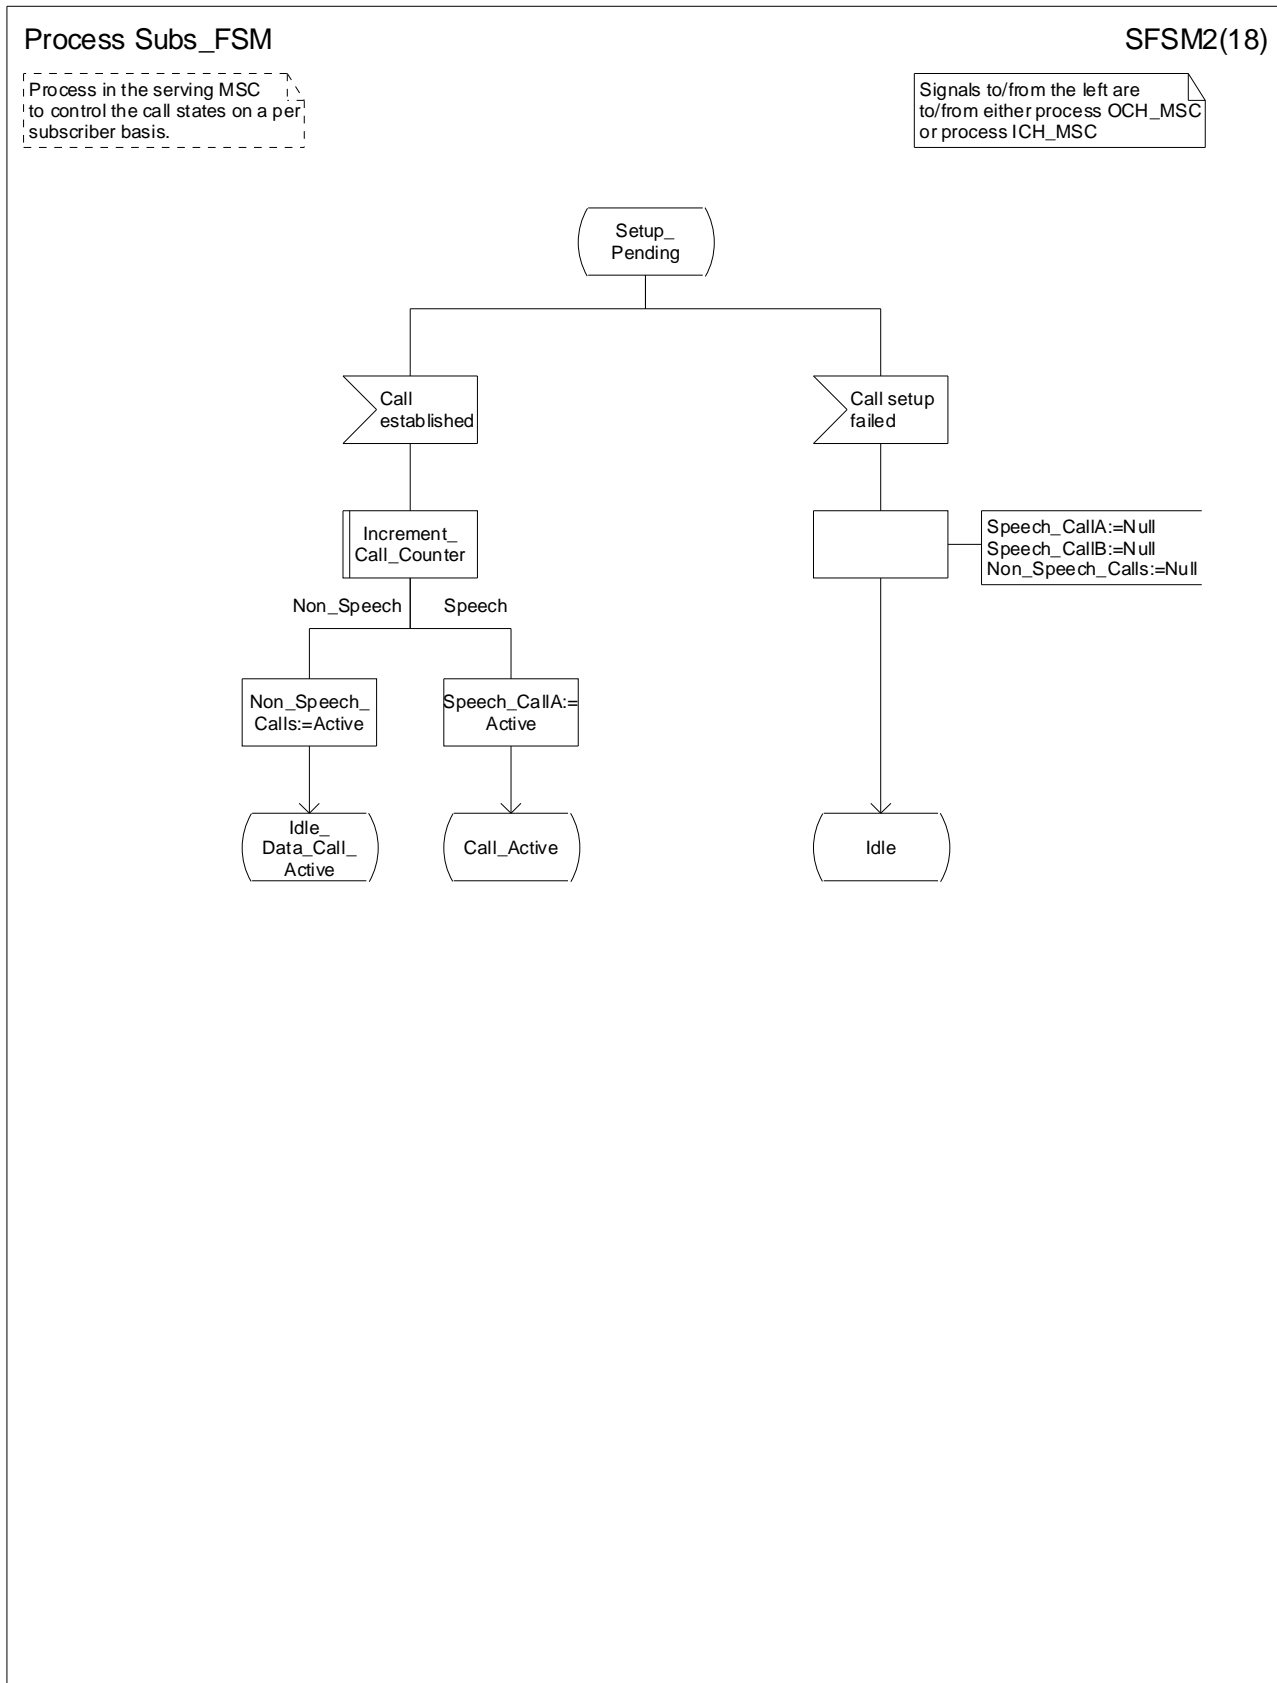 Process Subs_FSM
SFSM2(18)
Process in the serving MSC
to control the call states on a per
subscriber basis.
Signals to/from the left are
to/from either process OCH_MSC
or process ICH_MSC
Setup_
Pending
Call
established
Call setup
failed
Increment_
Call_Counter
Speech_CallA:=Null
Speech_CallB:=Null
Non_Speech_Calls:=Null
Non_Speech
Speech
Non_Speech_
Calls:=Active
Speech_CallA:=
Active
Idle_
Data_Call_
Active
Call_Active
Idle